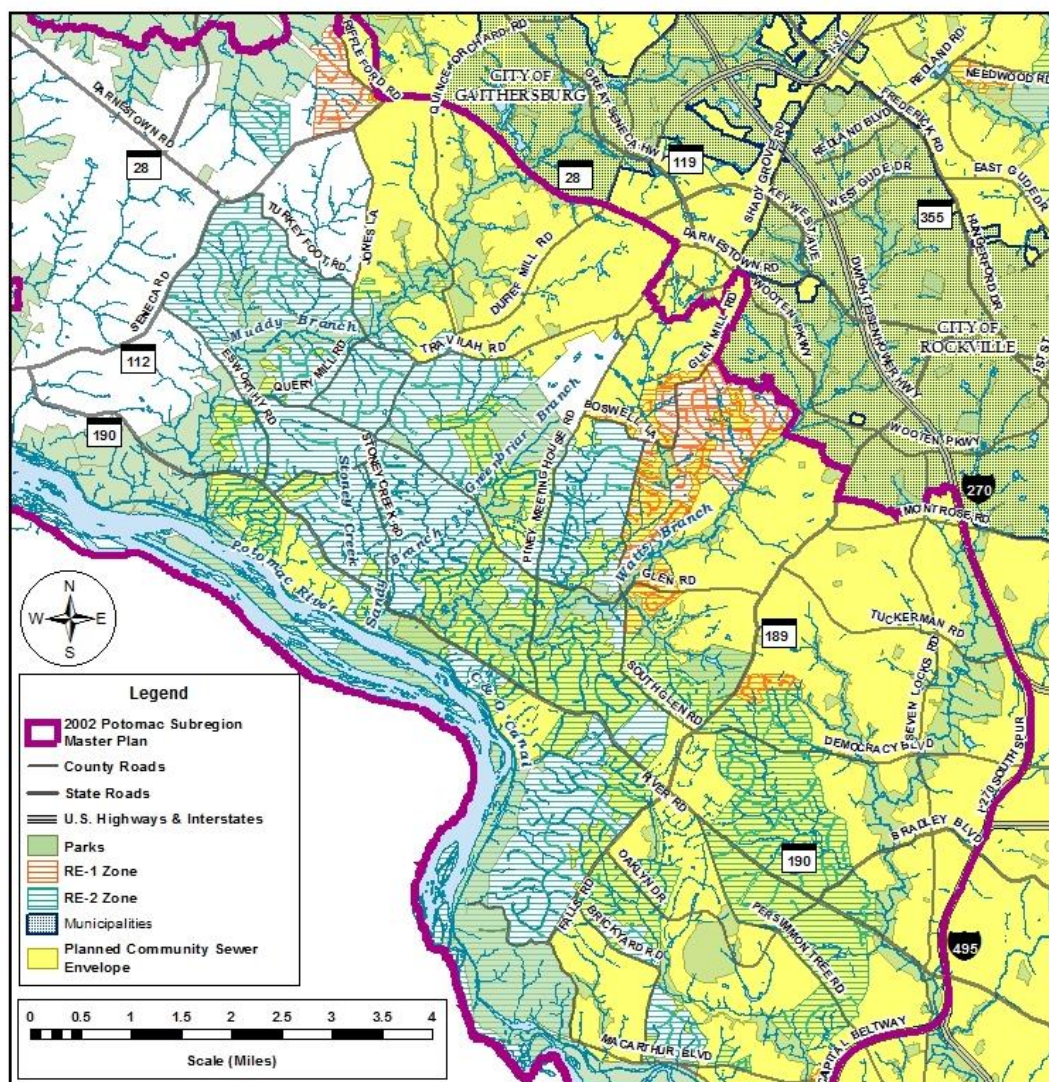 RIFFLE FORD RD
QUINCE ORCHARD RD
CITY OF
GAITHERSBURG
GREAT SENECA HWY
I-370
REDLAND RD
NEEDWOOD RD
DARNESTOWN RD
28
119
SHADY GROVE RD
REDLAND BLVD
FREDERICK RD
28
KEY WEST AVE
WEST GUDE DR
EAST GUDE DR
355
TURKEY FOOT RD
JONES LA
DUFIEF MILL RD
DARNESTOWN RD
HUNGERFORD DR
SENECA RD
Muddy Branch
TRAVILAH RD
GLEN MILL RD
WOOTEN PKWY
DWIGHT D EISENHOWER HWY
CITY OF
ROCKVILLE
1ST ST
112
QUERY MILL RD
ESWORTHY RD
190
BOSWELL LA
Greenbriar Branch
PINEY MEETINGHOUSE RD
STONEY CREEK RD
Stoney Creek
WOOTEN PKWY
270
MONTROSE RD
Potomac River
Sandy Branch
Watts Branch
GLEN RD
N
W
E
S
189
TUCKERMAN RD
SEVEN LOCKS RD
SOUTH GLEN RD
C & O Canal
DEMOCRACY BLVD
I-270 SOUTH SPUR
RIVER RD
BRADLEY BLVD
190
OAKLYN DR
FALLS RD
BRICKYARD RD
PERSIMMON TREE RD
495
MACARTHUR BLVD
CAPITAL BELTWAY
Legend
2002 Potomac Subregion
Master Plan
County Roads
State Roads
U.S. Highways & Interstates
Parks
RE-1 Zone
RE-2 Zone
Municipalities
Planned Community Sewer
Envelope
0 0.5 1 2 3 4
Scale (Miles)